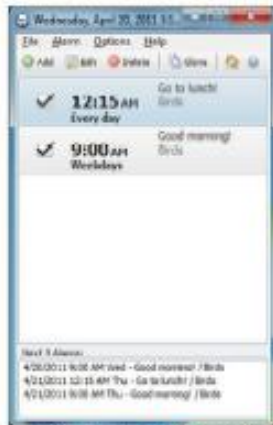 Wednesday, April 20, 2011
File Alarm Options Help
Add Edit Delete
Go to lunch!
12:15 AM Birds
Every day
Good morning!
9:00 AM Birds
Weekdays
Next 3 Alarms
4/20/2011 9:00 AM Wed - Good morning! / Birds
4/21/2011 12:15 AM Thu - Go to lunch! / Birds
4/21/2011 9:00 AM Thu - Good morning! / Birds